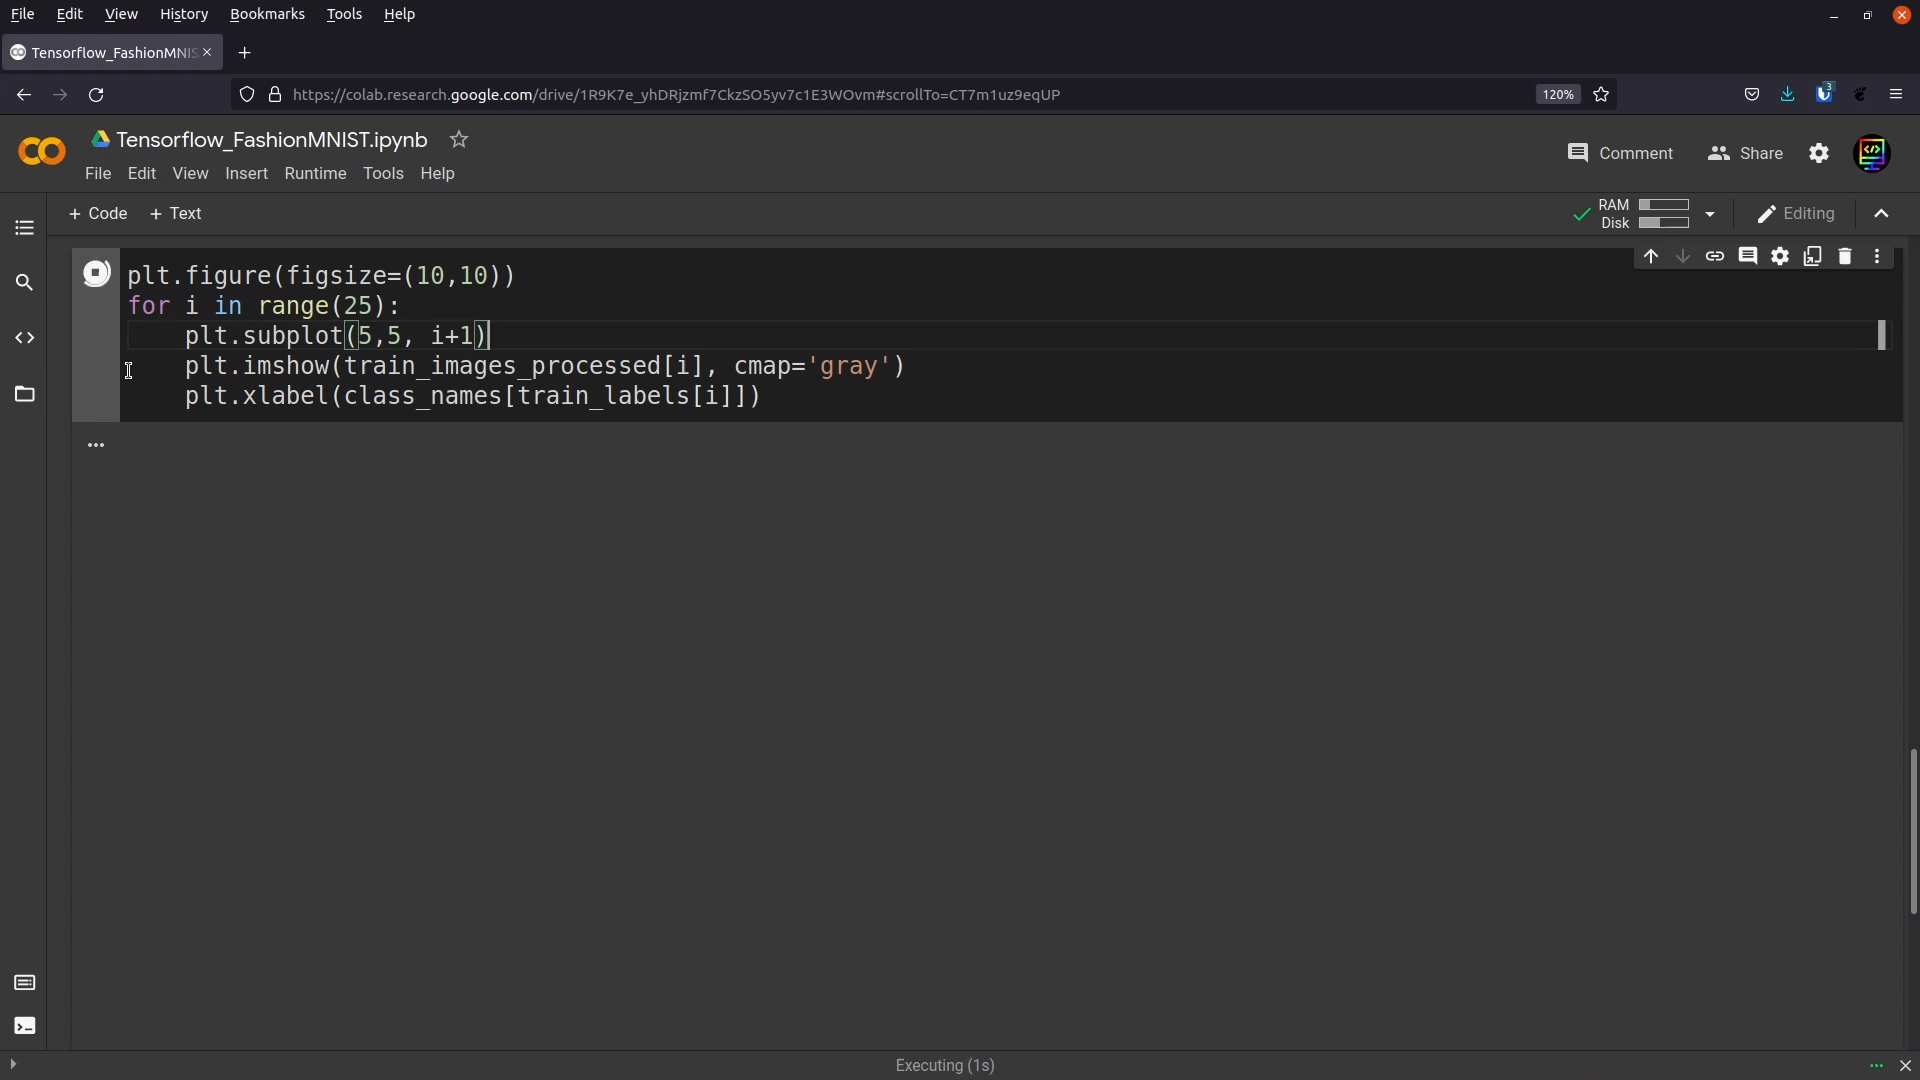 File Edit View History Bookmarks Tools Help
Tensorflow_FashionMNIS
https://colab.research.google.com/drive/1R9K7e_yhDRjzmf7CkzSO5yv7c1E3WOvm#scrollTo=CT7m1uz9eqUP 120% 3
Tensorflow_FashionMNIST.ipynb
File Edit View Insert Runtime Tools Help
Comment Share
+ Code + Text
RAM
Disk
Editing
plt.figure(figsize=(10,10))
for i in range(25):
    plt.subplot(5,5, i+1)
    plt.imshow(train_images_processed[i], cmap='gray')
    plt.xlabel(class_names[train_labels[i]])
Executing (1s)